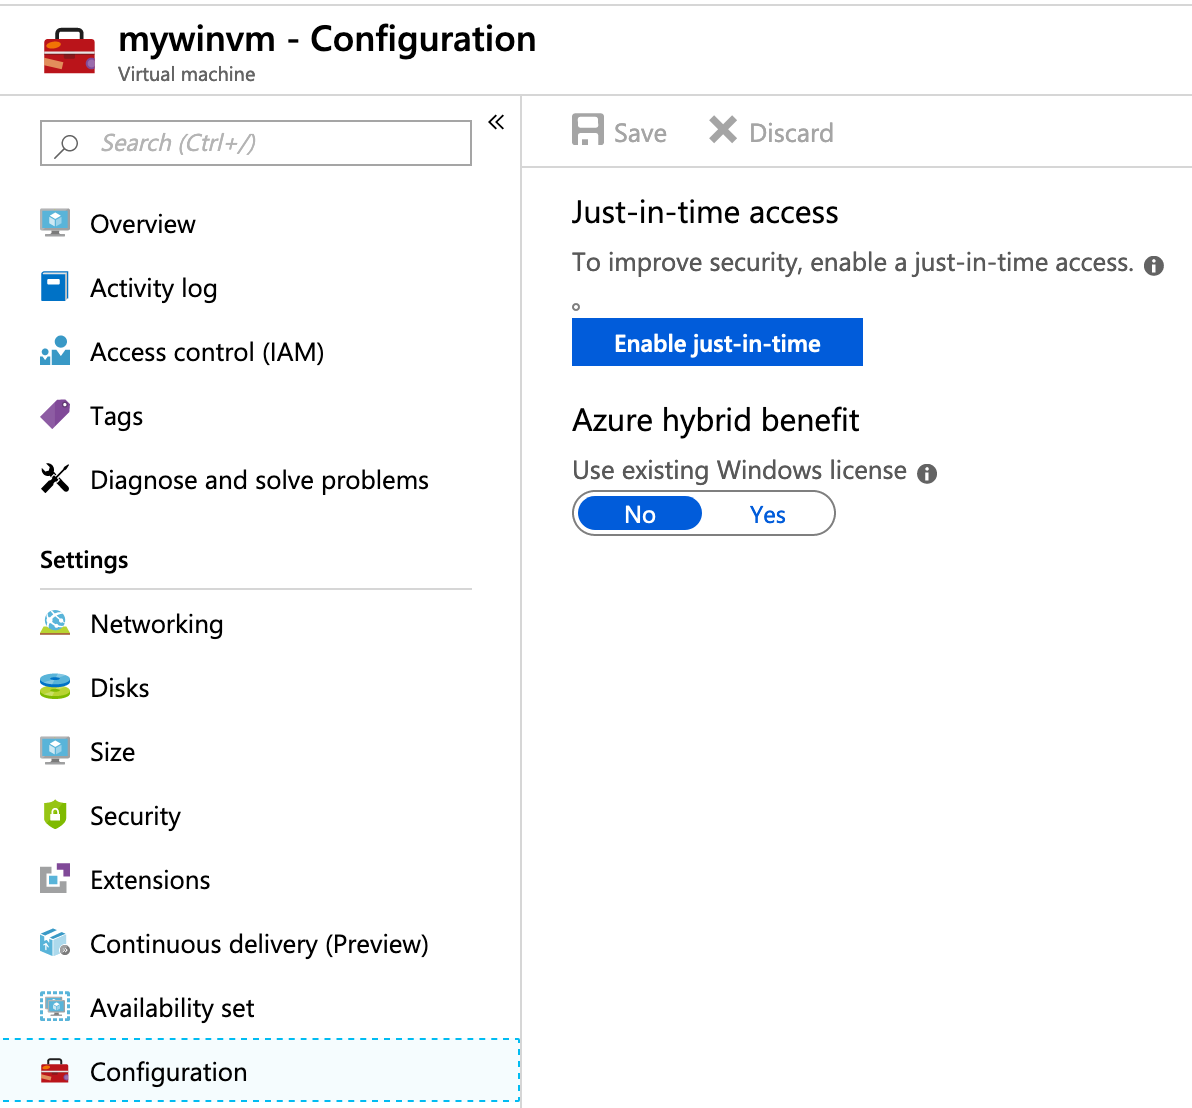 mywinvm - Configuration
Virtual machine
Search (Ctrl+/)
Overview
Activity log
Access control (IAM)
Tags
Diagnose and solve problems
Settings
Networking
Disks
Size
Security
Extensions
Continuous delivery (Preview)
Availability set
Configuration
Save
Discard
Just-in-time access
To improve security, enable a just-in-time access.
Enable just-in-time
Azure hybrid benefit
Use existing Windows license
No
Yes